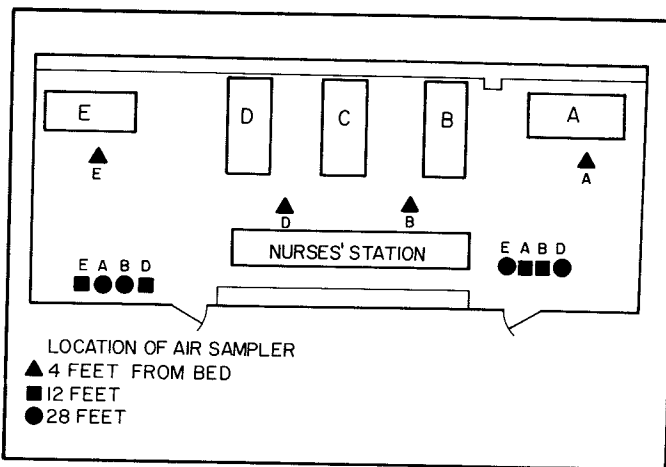 E D C B A
E A
D B
NURSES' STATION
E A B D E A B D
LOCATION OF AIR SAMPLER
4 FEET FROM BED
12 FEET
28 FEET